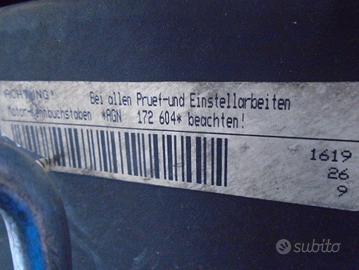 ACHTUNG! Bei allen Pruef-und Einstellarbeiten
Motor-Kennbuchstaben *AGN 172 604* beachten!
1619
26
9
subito